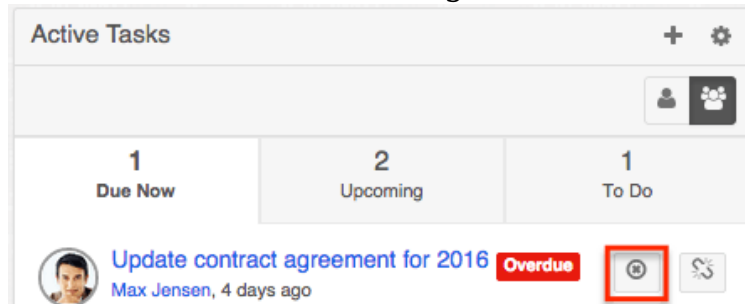 Active Tasks
1 2 1
Due Now Upcoming To Do
Update contract agreement for 2016 Overdue
Max Jensen, 4 days ago